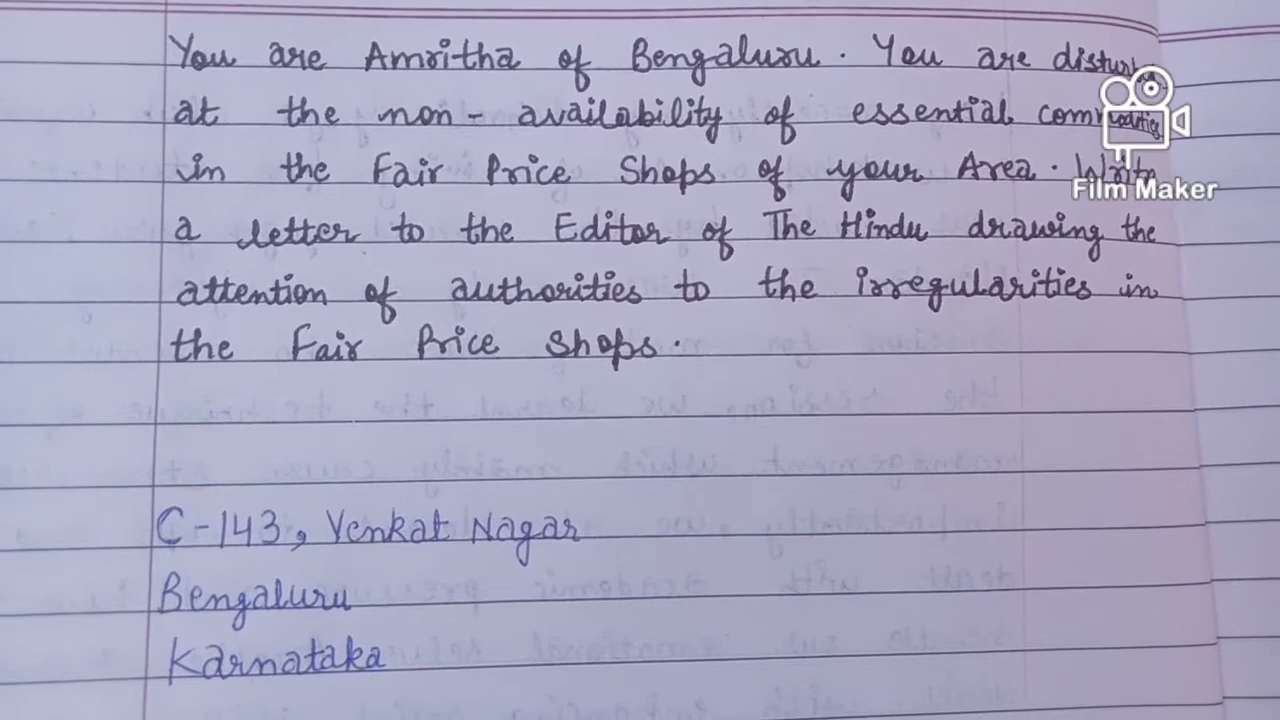 You are Amritha of Bengaluru. You are
at the non-availability of essential
in the Fair Price Shops of your Area. Write
Film Maker
a letter to the Editor of The Hindu drawing the
attention of authorities to the irregularities in
the Fair Price Shops.
C-143, Venkat Nagar
Bengaluru
Karnataka